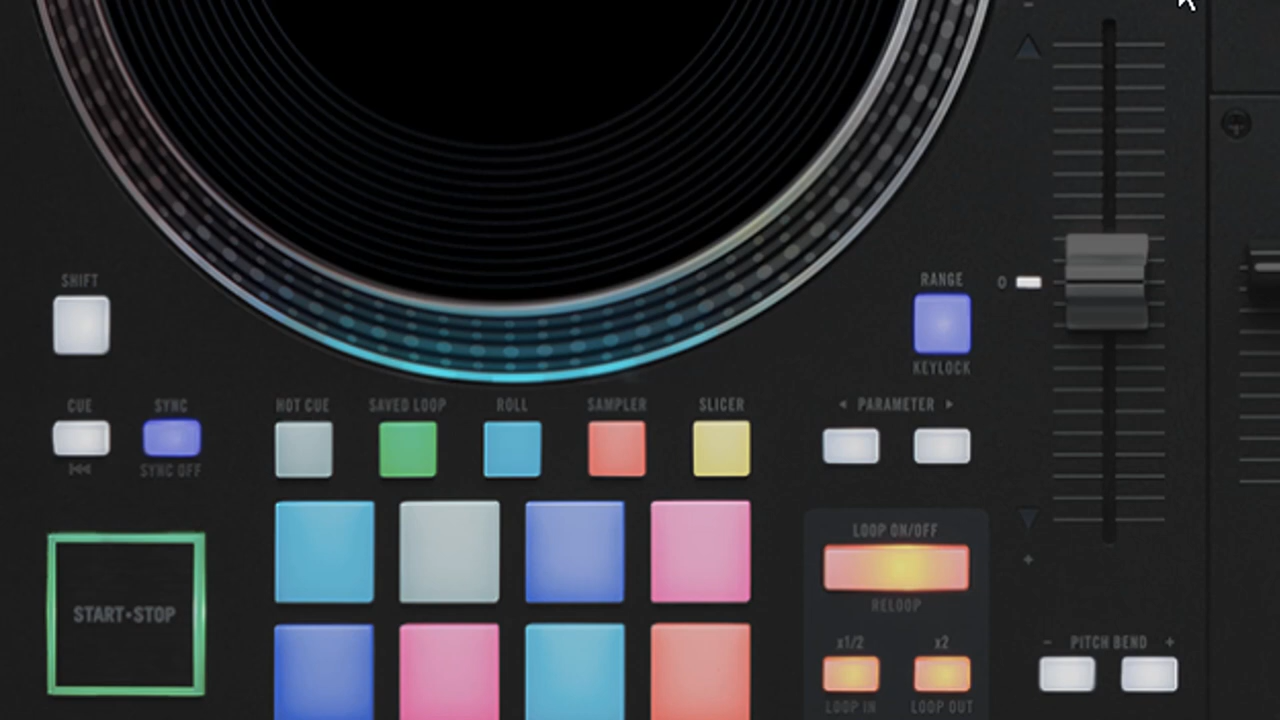 SHIFT
RANGE
0
KEYLOCK
CUE
SYNC
HOT CUE
SAVED LOOP
ROLL
SAMPLER
SLICER
PARAMETER
SYNC OFF
LOOP ON/OFF
RELOOP
START•STOP
x1/2
x2
- PITCH BEND +
LOOP IN
LOOP OUT